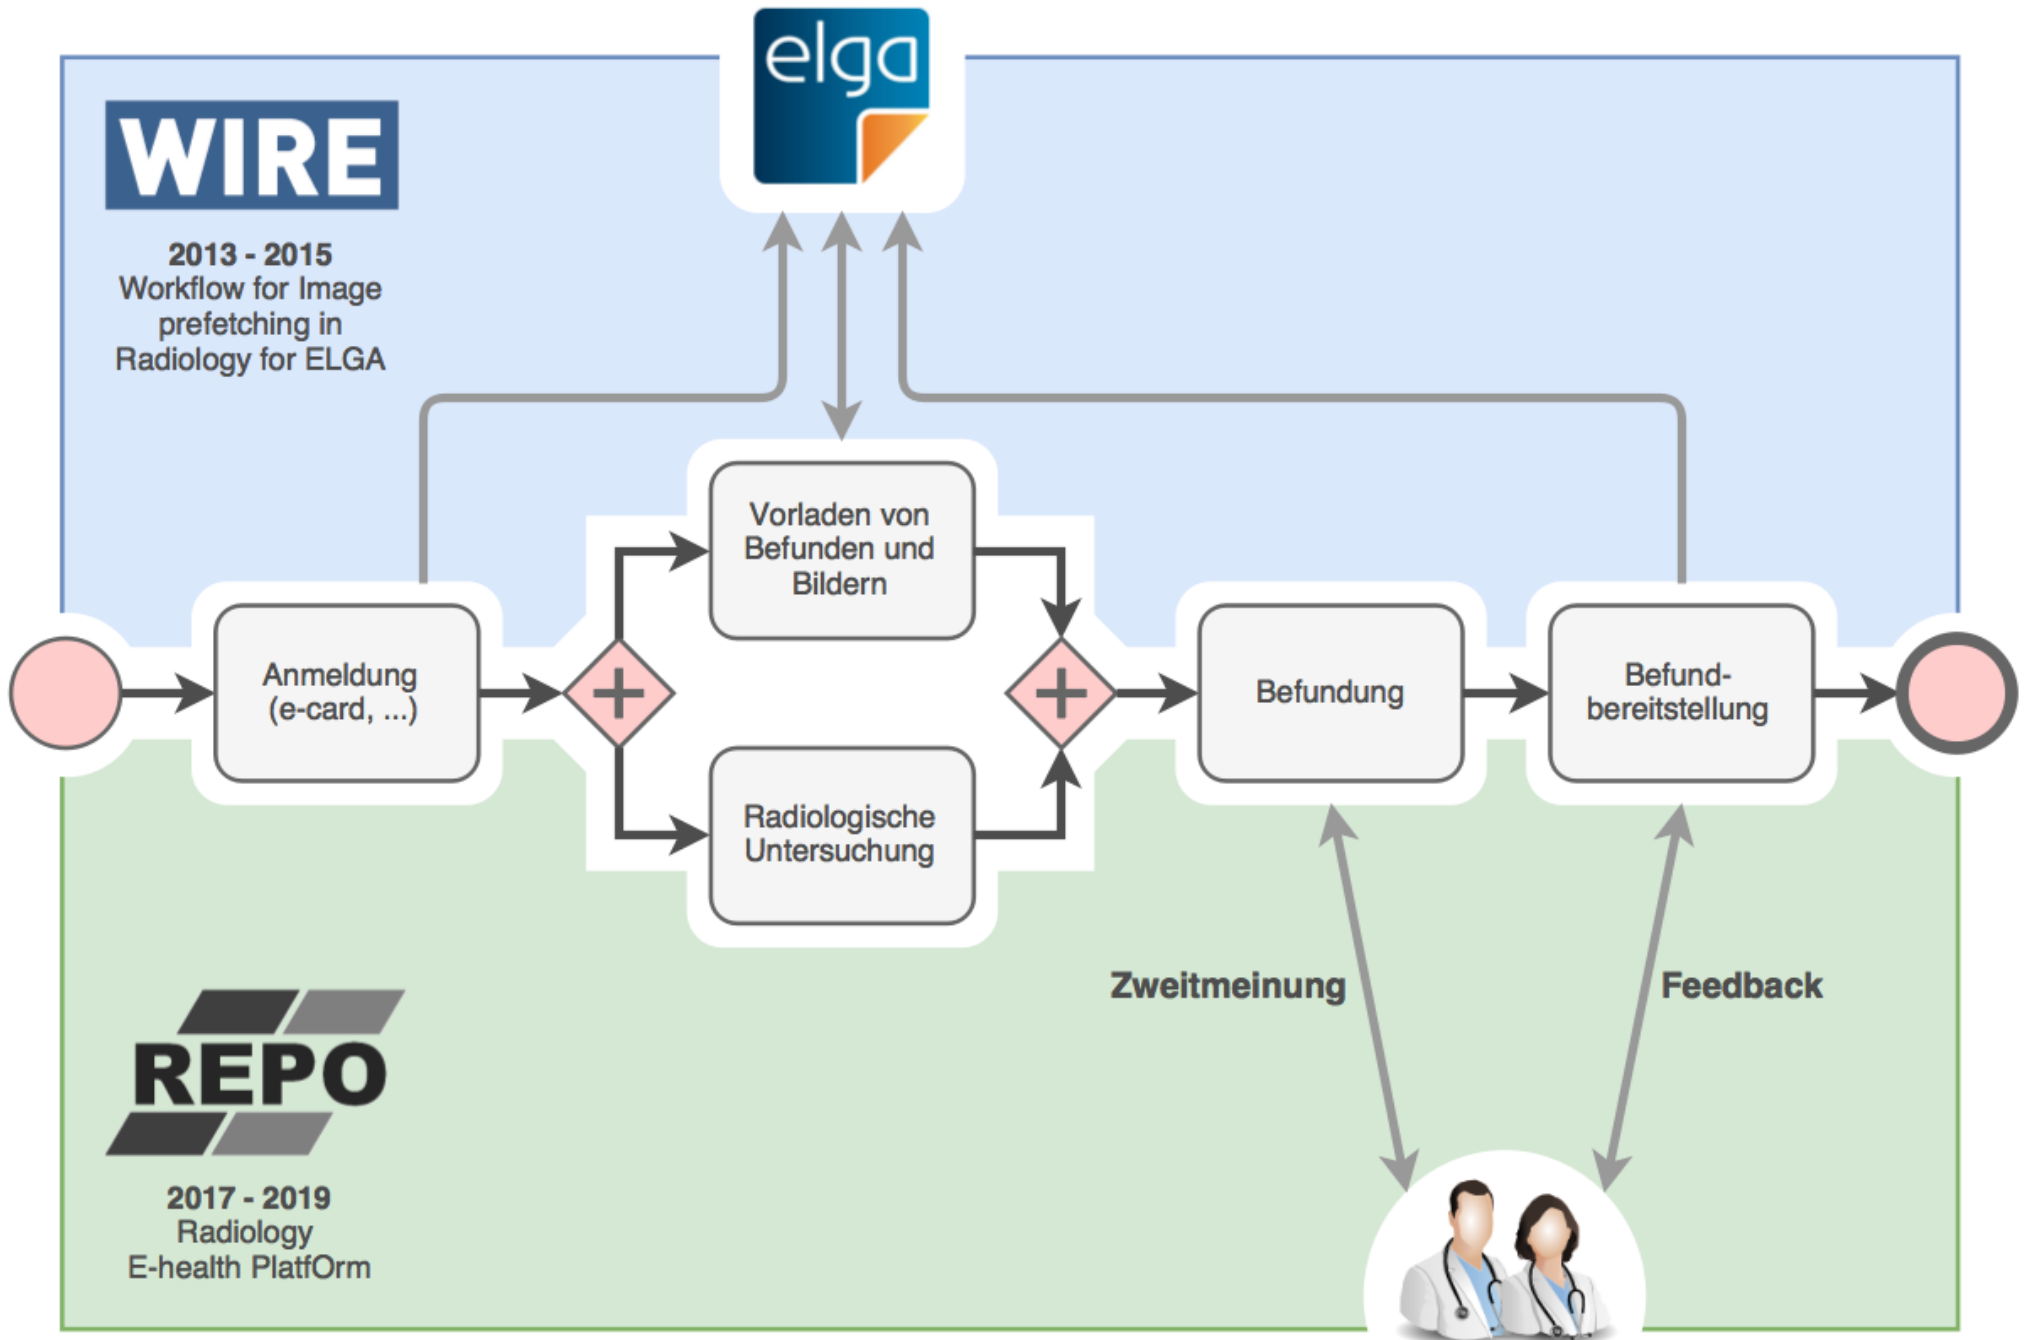 elga
WIRE
2013 - 2015
Workflow for Image
prefetching in
Radiology for ELGA
Vorladen von
Befunden und
Bildern
Anmeldung
(e-card, ...)
Befundung
Befund-
bereitstellung
Radiologische
Untersuchung
Zweitmeinung
Feedback
REPO
2017 - 2019
Radiology
E-health PlatfOrm